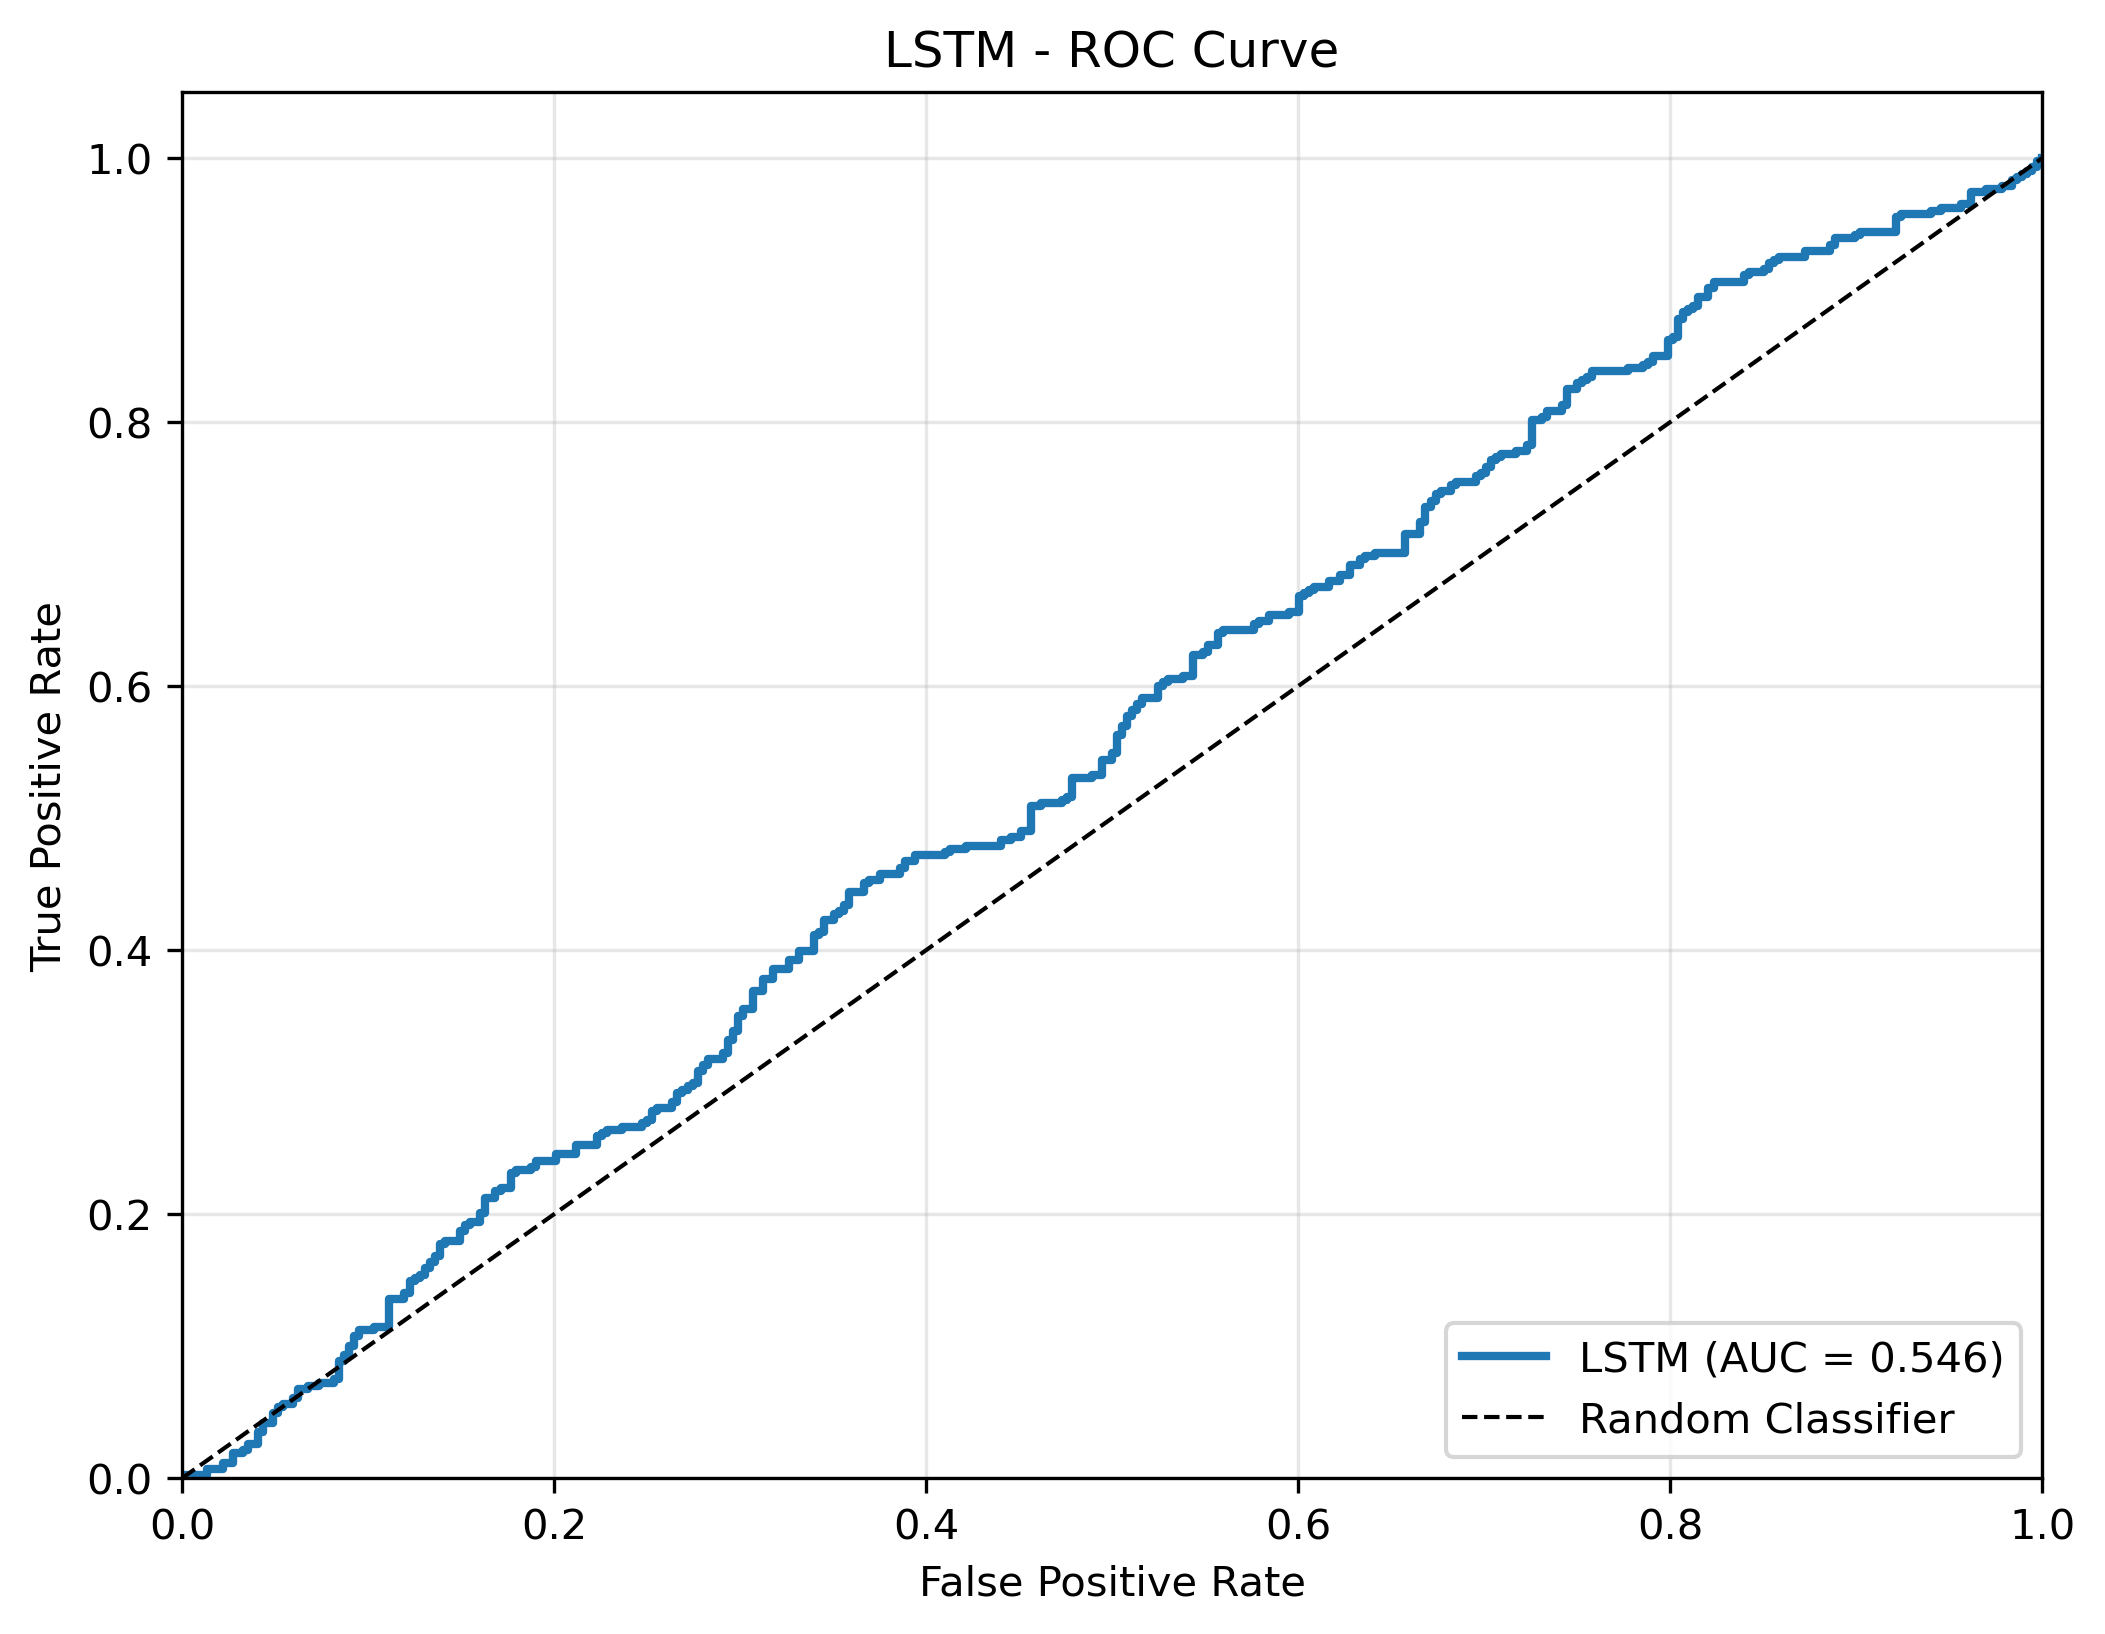 LSTM - ROC Curve
True Positive Rate
1.0
0.8
0.6
0.4
0.2
0.0
0.0 0.2 0.4 0.6 0.8 1.0
False Positive Rate
LSTM (AUC = 0.546)
Random Classifier